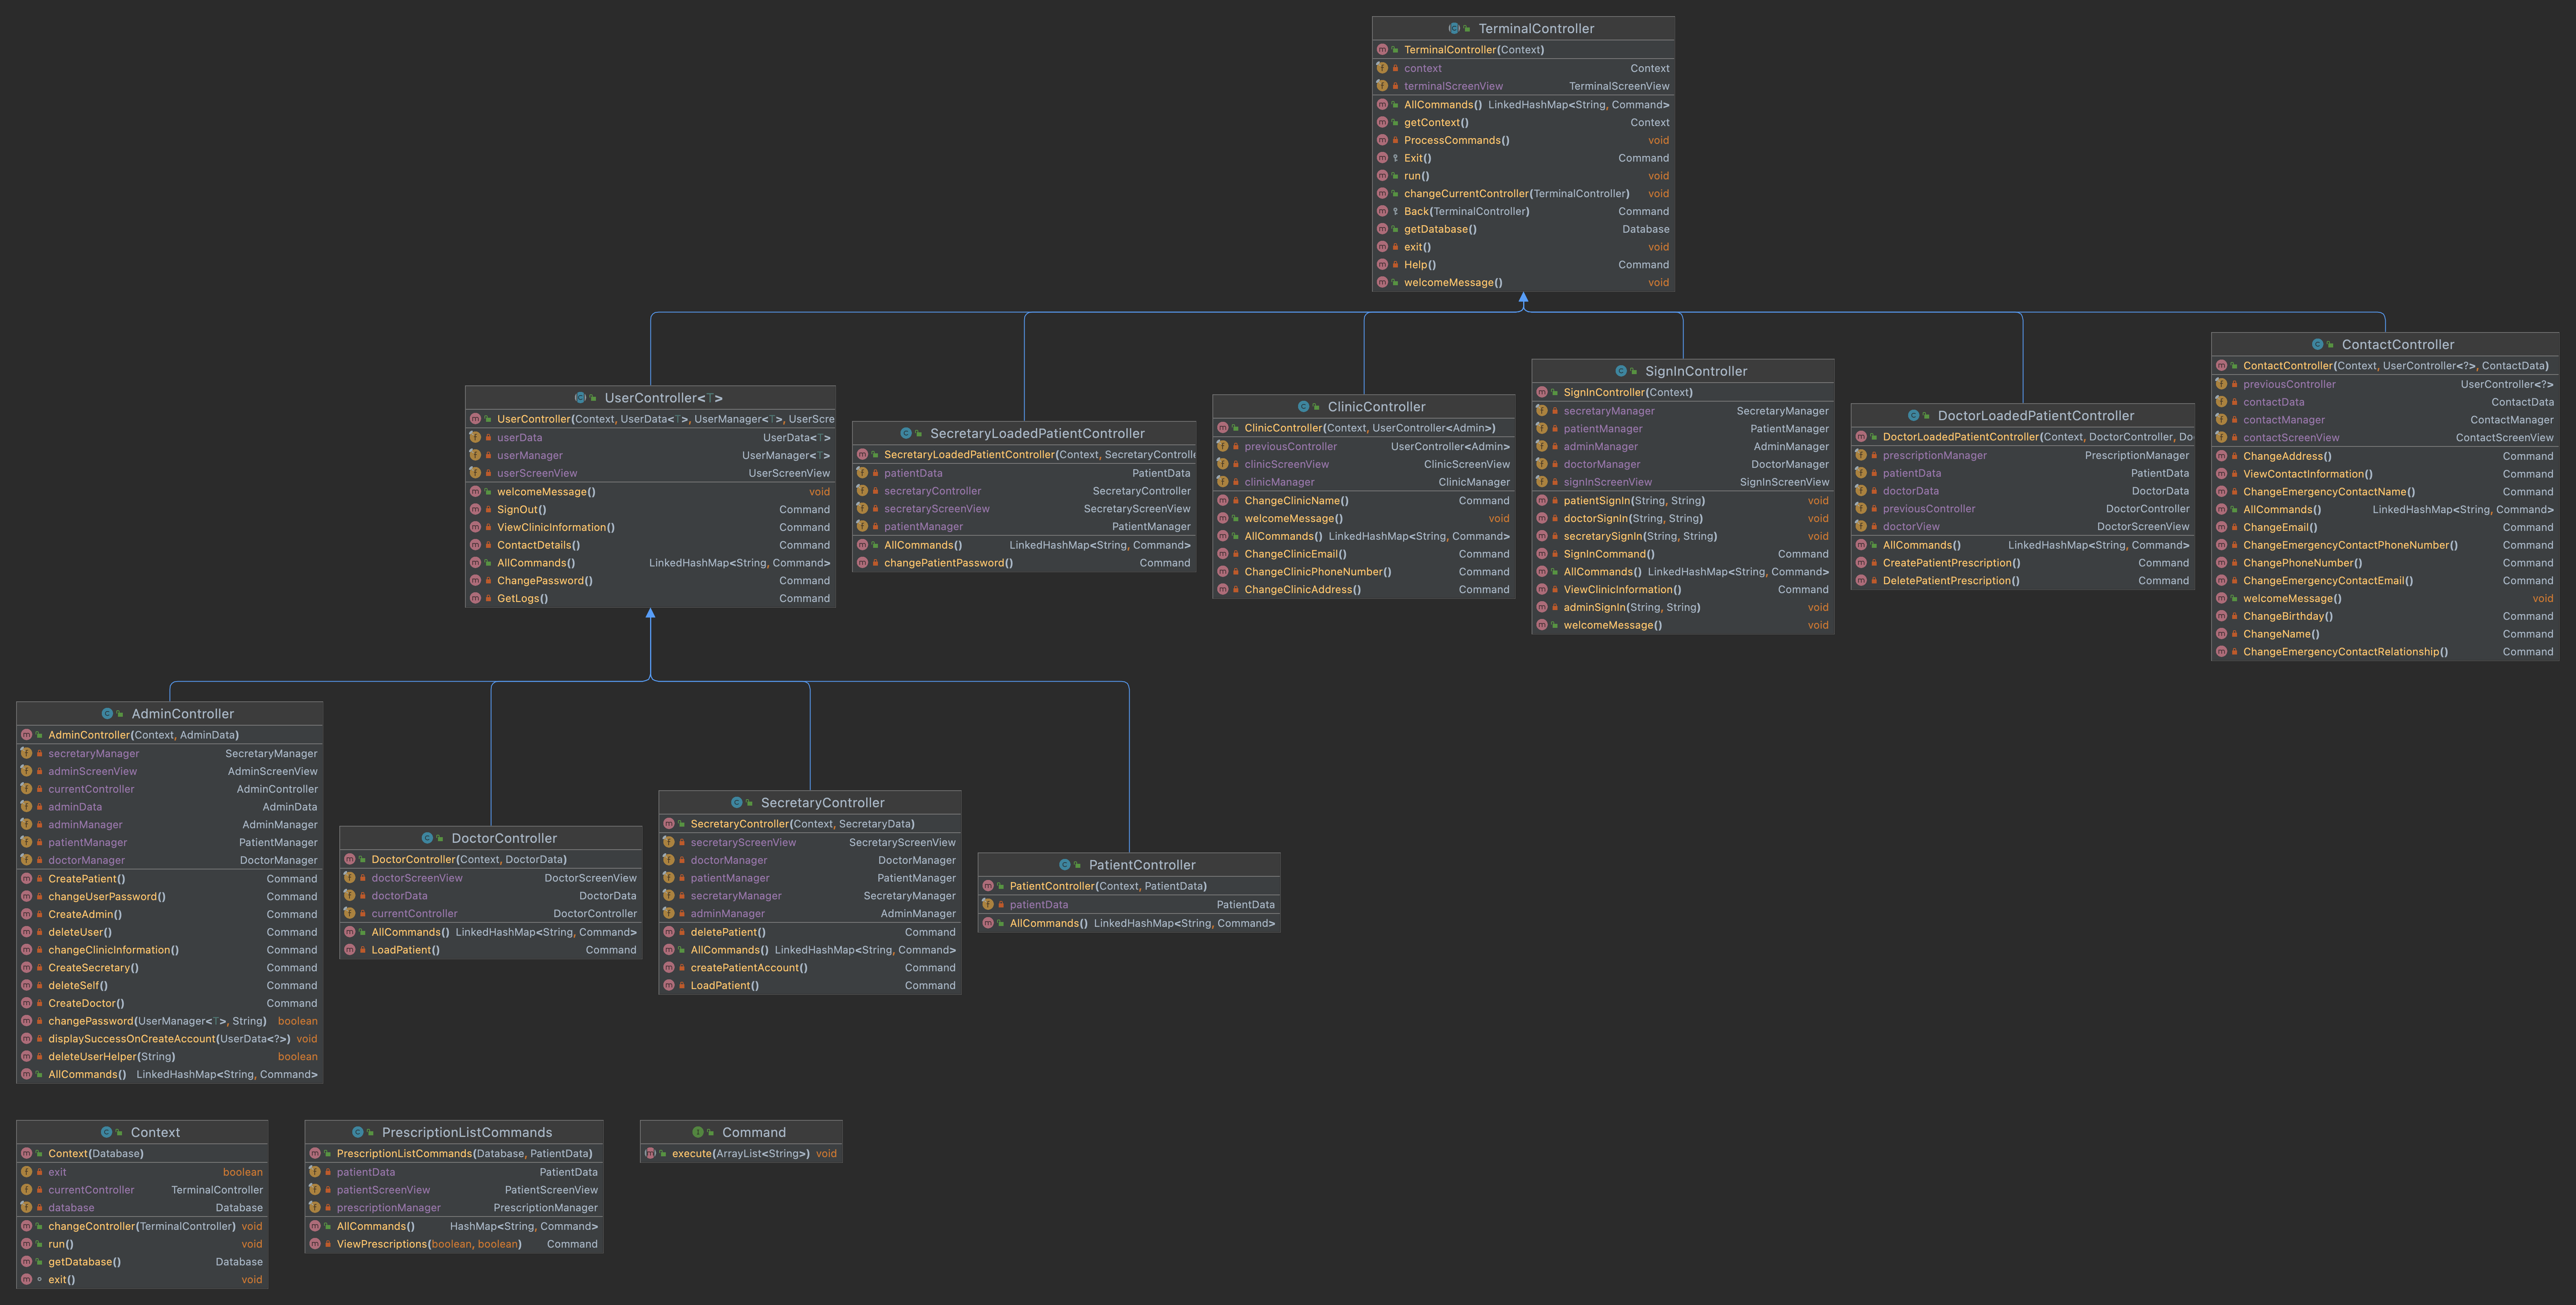 TerminalController
TerminalController(Context)
context Context
terminalScreenView TerminalScreenView
AllCommands() LinkedHashMap<String, Command>
getContext() Context
ProcessCommands() void
Exit() Command
run() void
changeCurrentController(TerminalController) void
Back(TerminalController) Command
getDatabase() Database
exit() void
Help() Command
welcomeMessage() void
UserController<T>
UserController(Context, UserData<T>, UserManager<T>, UserScre
userData UserData<T>
userManager UserManager<T>
userScreenView UserScreenView
welcomeMessage() void
SignOut() Command
ViewClinicInformation() Command
ContactDetails() Command
AllCommands() LinkedHashMap<String, Command>
ChangePassword() Command
GetLogs() Command
SecretaryLoadedPatientController
SecretaryLoadedPatientController(Context, SecretaryControlle
patientData PatientData
secretaryController SecretaryController
secretaryScreenView SecretaryScreenView
patientManager PatientManager
AllCommands() LinkedHashMap<String, Command>
changePatientPassword() Command
ClinicController
ClinicController(Context, UserController<Admin>)
previousController UserController<Admin>
clinicScreenView ClinicScreenView
clinicManager ClinicManager
ChangeClinicName() Command
welcomeMessage() void
AllCommands() LinkedHashMap<String, Command>
ChangeClinicEmail() Command
ChangeClinicPhoneNumber() Command
ChangeClinicAddress() Command
SignInController
SignInController(Context)
secretaryManager SecretaryManager
patientManager PatientManager
adminManager AdminManager
doctorManager DoctorManager
signInScreenView SignInScreenView
patientSignIn(String, String) void
doctorSignIn(String, String) void
secretarySignIn(String, String) void
SignInCommand() Command
AllCommands() LinkedHashMap<String, Command>
ViewClinicInformation() Command
adminSignIn(String, String) void
welcomeMessage() void
DoctorLoadedPatientController
DoctorLoadedPatientController(Context, DoctorController, Do
prescriptionManager PrescriptionManager
patientData PatientData
doctorData DoctorData
previousController DoctorController
doctorView DoctorScreenView
AllCommands() LinkedHashMap<String, Command>
CreatePatientPrescription() Command
DeletePatientPrescription() Command
ContactController
ContactController(Context, UserController<?>, ContactData)
previousController UserController<?>
contactData ContactData
contactManager ContactManager
contactScreenView ContactScreenView
ChangeAddress() Command
ViewContactInformation() Command
ChangeEmergencyContactName() Command
AllCommands() LinkedHashMap<String, Command>
ChangeEmail() Command
ChangeEmergencyContactPhoneNumber() Command
ChangePhoneNumber() Command
ChangeEmergencyContactEmail() Command
welcomeMessage() void
ChangeBirthday() Command
ChangeName() Command
ChangeEmergencyContactRelationship() Command
AdminController
AdminController(Context, AdminData)
secretaryManager SecretaryManager
adminScreenView AdminScreenView
currentController AdminController
adminData AdminData
adminManager AdminManager
patientManager PatientManager
doctorManager DoctorManager
CreatePatient() Command
changeUserPassword() Command
CreateAdmin() Command
deleteUser() Command
changeClinicInformation() Command
CreateSecretary() Command
deleteSelf() Command
CreateDoctor() Command
changePassword(UserManager<T>, String) boolean
displaySuccessOnCreateAccount(UserData<?>) void
deleteUserHelper(String) boolean
AllCommands() LinkedHashMap<String, Command>
DoctorController
DoctorController(Context, DoctorData)
doctorScreenView DoctorScreenView
doctorData DoctorData
currentController DoctorController
AllCommands() LinkedHashMap<String, Command>
LoadPatient() Command
SecretaryController
SecretaryController(Context, SecretaryData)
secretaryScreenView SecretaryScreenView
doctorManager DoctorManager
patientManager PatientManager
secretaryManager SecretaryManager
adminManager AdminManager
deletePatient() Command
AllCommands() LinkedHashMap<String, Command>
createPatientAccount() Command
LoadPatient() Command
PatientController
PatientController(Context, PatientData)
patientData PatientData
AllCommands() LinkedHashMap<String, Command>
Context
Context(Database)
exit boolean
currentController TerminalController
database Database
changeController(TerminalController) void
run() void
getDatabase() Database
exit() void
PrescriptionListCommands
PrescriptionListCommands(Database, PatientData)
patientData PatientData
patientScreenView PatientScreenView
prescriptionManager PrescriptionManager
AllCommands() HashMap<String, Command>
ViewPrescriptions(boolean, boolean) Command
Command
execute(ArrayList<String>) void